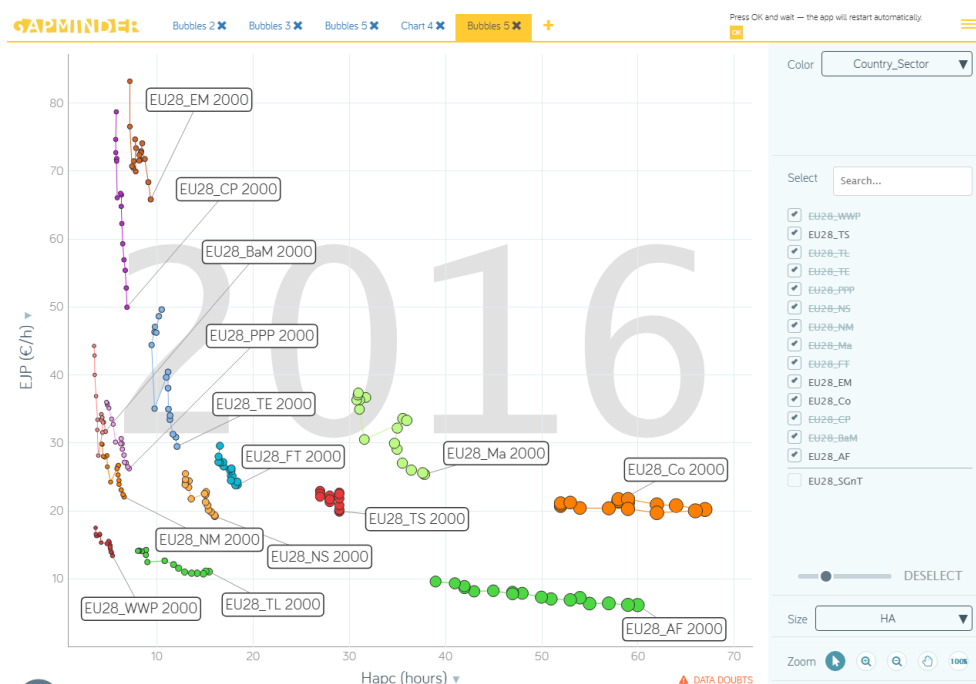 GAPMINDER
Bubbles 2 ✖ Bubbles 3 ✖ Bubbles 5 ✖ Chart 4 ✖ Bubbles 5 ✖ +
Press OK and wait — the app will restart automatically.
OK
Color Country_Sector ▼
Select Search...
EU28_WWP
EU28_TS
EU28_TL
EU28_TE
EU28_PPP
EU28_NS
EU28_NM
EU28_Ma
EU28_FT
EU28_EM
EU28_Co
EU28_CP
EU28_BaM
EU28_AF
EU28_SGnT
DESELECT
Size HA ▼
Zoom 100%
2016
EJP (€/h)
80
70
60
50
40
30
20
10
EU28_EM 2000
EU28_CP 2000
EU28_BaM 2000
EU28_PPP 2000
EU28_TE 2000
EU28_FT 2000
EU28_Ma 2000
EU28_Co 2000
EU28_TS 2000
EU28_NM 2000
EU28_NS 2000
EU28_WWP 2000
EU28_TL 2000
EU28_AF 2000
10 20 30 40 50 60 70
Hapc (hours)
DATA DOUBTS